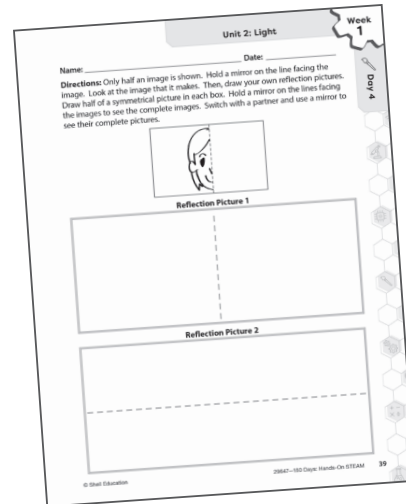 Unit 2: Light
Week
1
Day 4
Name: Date:
Directions: Only half an image is shown. Hold a mirror on the line facing the
image. Look at the image that it makes. Then, draw your own reflection pictures.
Draw half of a symmetrical picture in each box. Hold a mirror on the lines facing
the images to see the complete images. Switch with a partner and use a mirror to
see their complete pictures.
Reflection Picture 1
Reflection Picture 2
© Shell Education
29647—180 Days: Hands-On STEAM
39